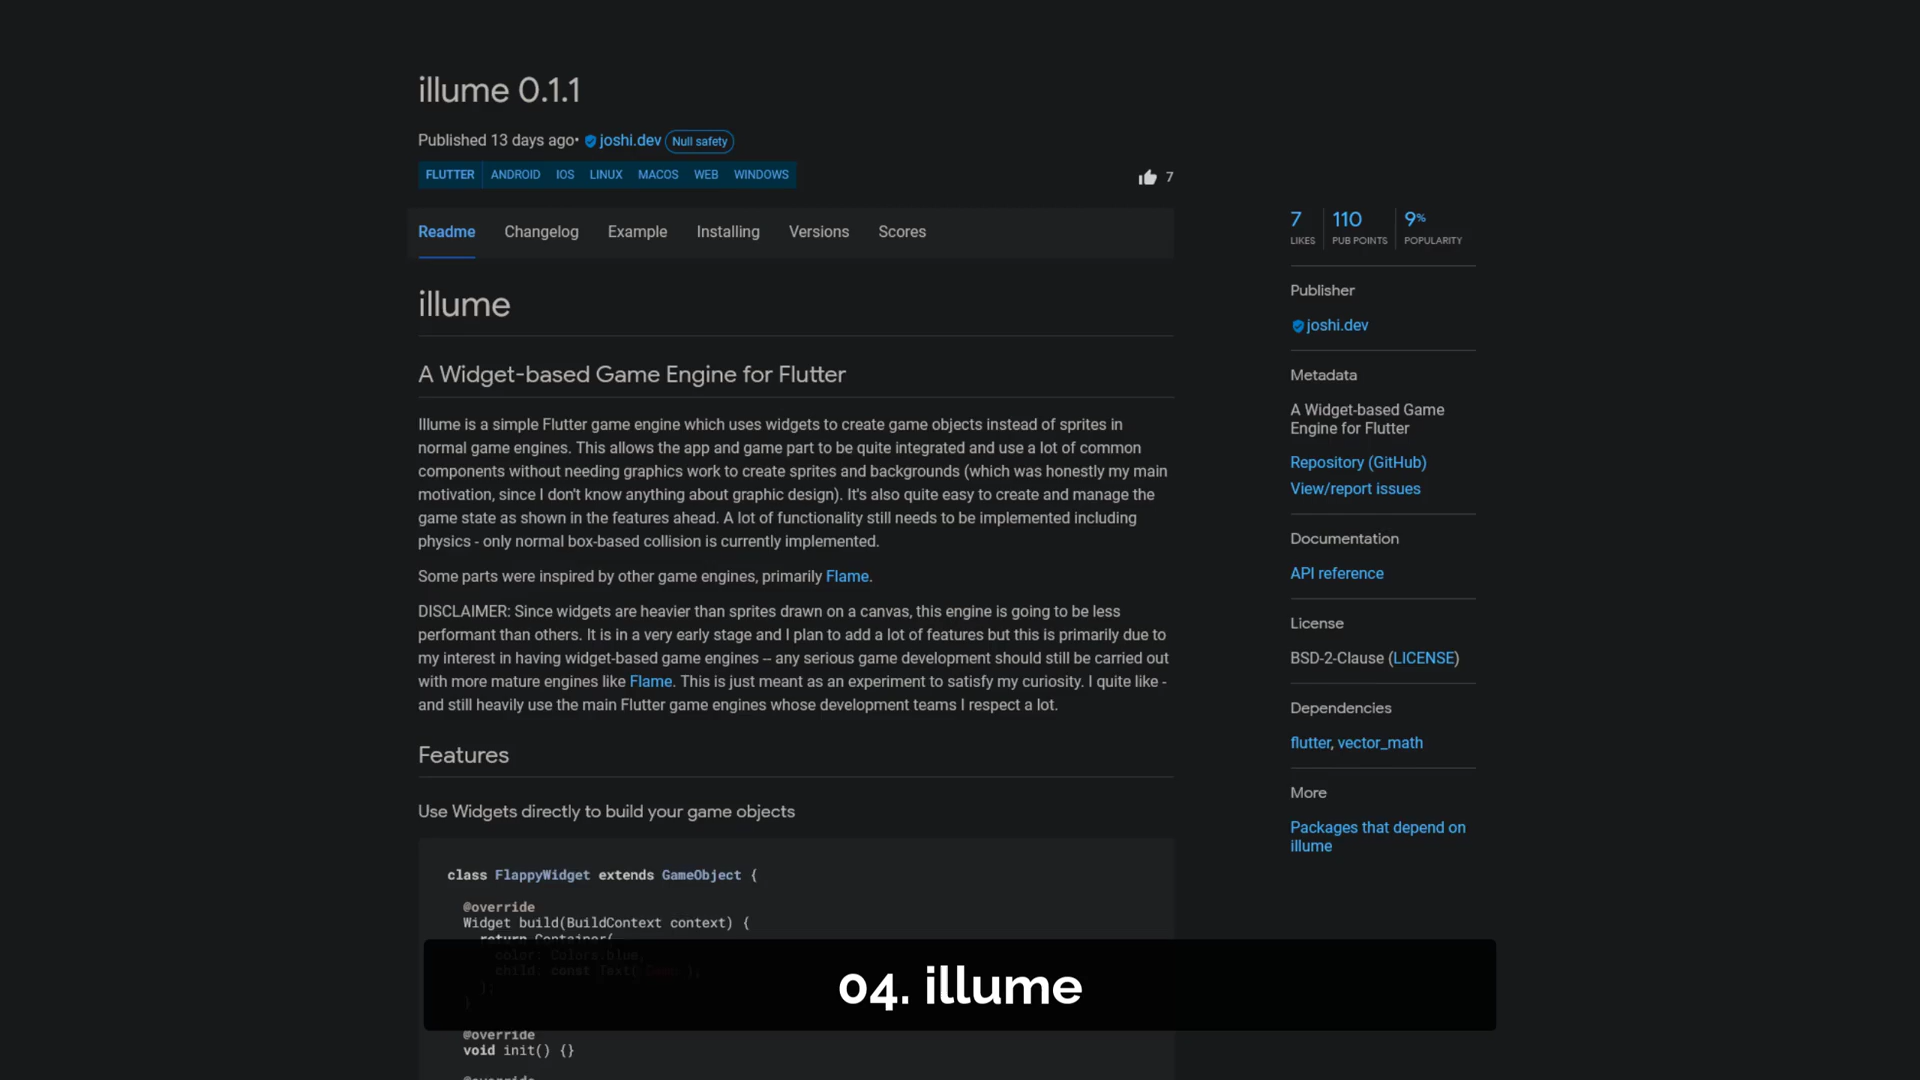 illume 0.1.1
Published 13 days ago• joshi.dev Null safety
FLUTTER ANDROID IOS LINUX MACOS WEB WINDOWS
7
Readme Changelog Example Installing Versions Scores
illume
A Widget-based Game Engine for Flutter
Illume is a simple Flutter game engine which uses widgets to create game objects instead of sprites in
normal game engines. This allows the app and game part to be quite integrated and use a lot of common
components without needing graphics work to create sprites and backgrounds (which was honestly my main
motivation, since I don't know anything about graphic design). It's also quite easy to create and manage the
game state as shown in the features ahead. A lot of functionality still needs to be implemented including
physics - only normal box-based collision is currently implemented.
Some parts were inspired by other game engines, primarily Flame.
DISCLAIMER: Since widgets are heavier than sprites drawn on a canvas, this engine is going to be less
performant than others. It is in a very early stage and I plan to add a lot of features but this is primarily due to
my interest in having widget-based game engines -- any serious game development should still be carried out
with more mature engines like Flame. This is just meant as an experiment to satisfy my curiosity. I quite like -
and still heavily use the main Flutter game engines whose development teams I respect a lot.
Features
Use Widgets directly to build your game objects
class FlappyWidget extends GameObject {
@override
Widget build(BuildContext context) {
return Container(
color: Colors.blue,
child: const Text(
);
}
@override
void init() {}
@override
7 110 9%
LIKES PUB POINTS POPULARITY
Publisher
joshi.dev
Metadata
A Widget-based Game
Engine for Flutter
Repository (GitHub)
View/report issues
Documentation
API reference
License
BSD-2-Clause (LICENSE)
Dependencies
flutter, vector_math
More
Packages that depend on
illume
04. illume